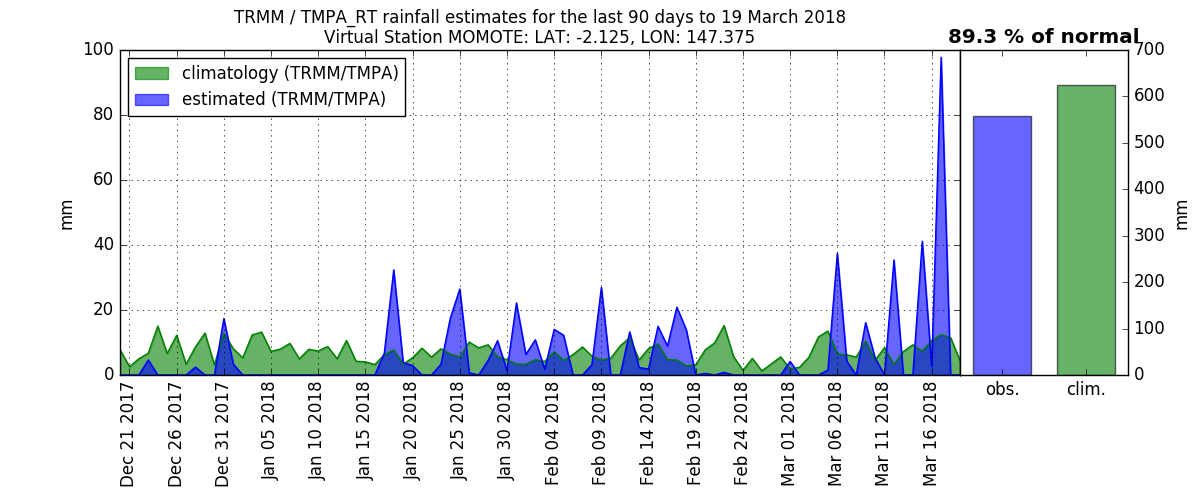 TRMM / TMPA_RT rainfall estimates for the last 90 days to 19 March 2018
Virtual Station MOMOTE: LAT: -2.125, LON: 147.375
89.3 % of normal
climatology (TRMM/TMPA)
estimated (TRMM/TMPA)
100
80
60
40
20
0
mm
Dec 21 2017
Dec 26 2017
Dec 31 2017
Jan 05 2018
Jan 10 2018
Jan 15 2018
Jan 20 2018
Jan 25 2018
Jan 30 2018
Feb 04 2018
Feb 09 2018
Feb 14 2018
Feb 19 2018
Feb 24 2018
Mar 01 2018
Mar 06 2018
Mar 11 2018
Mar 16 2018
700
600
500
400
300
200
100
0
mm
obs.
clim.